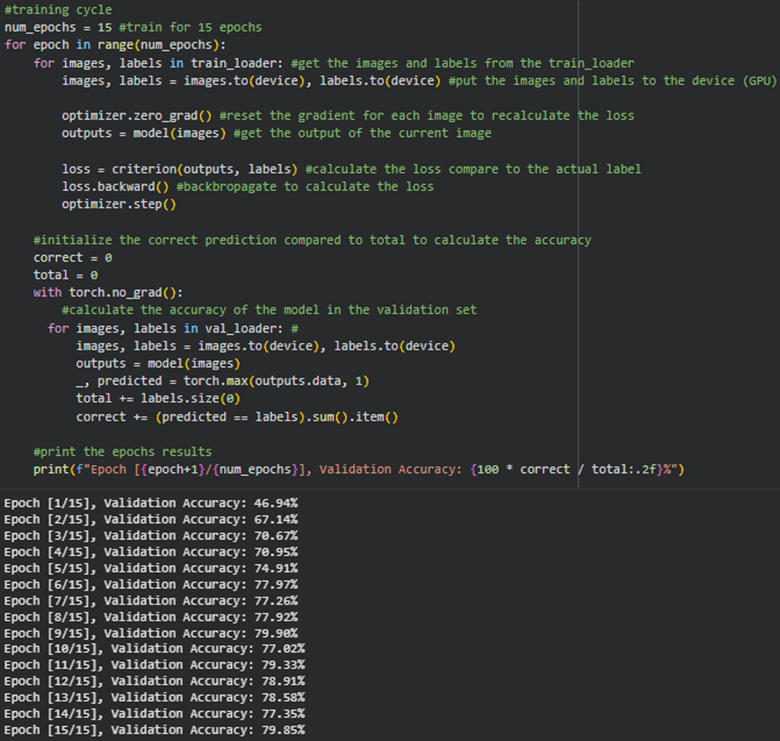 #training cycle
num_epochs = 15 #train for 15 epochs
for epoch in range(num_epochs):
for images, labels in train_loader: #get the images and labels from the train_loader
images, labels = images.to(device), labels.to(device) #put the images and labels to the device (GPU)
optimizer.zero_grad() #reset the gradient for each image to recalculate the loss
outputs = model(images) #get the output of the current image
loss = criterion(outputs, labels) #calculate the loss compare to the actual label
loss.backward() #backbropagate to calculate the loss
optimizer.step()
#initialize the correct prediction compared to total to calculate the accuracy
correct = 0
total = 0
with torch.no_grad():
#calculate the accuracy of the model in the validation set
for images, labels in val_loader: #
images, labels = images.to(device), labels.to(device)
outputs = model(images)
_, predicted = torch.max(outputs.data, 1)
total += labels.size(0)
correct += (predicted == labels).sum().item()
#print the epochs results
print(f"Epoch [{epoch+1}/{num_epochs}], Validation Accuracy: {100 * correct / total:.2f}%")
Epoch [1/15], Validation Accuracy: 46.94%
Epoch [2/15], Validation Accuracy: 67.14%
Epoch [3/15], Validation Accuracy: 70.67%
Epoch [4/15], Validation Accuracy: 70.95%
Epoch [5/15], Validation Accuracy: 74.91%
Epoch [6/15], Validation Accuracy: 77.97%
Epoch [7/15], Validation Accuracy: 77.26%
Epoch [8/15], Validation Accuracy: 77.92%
Epoch [9/15], Validation Accuracy: 79.90%
Epoch [10/15], Validation Accuracy: 77.02%
Epoch [11/15], Validation Accuracy: 79.33%
Epoch [12/15], Validation Accuracy: 78.91%
Epoch [13/15], Validation Accuracy: 78.58%
Epoch [14/15], Validation Accuracy: 77.35%
Epoch [15/15], Validation Accuracy: 79.85%